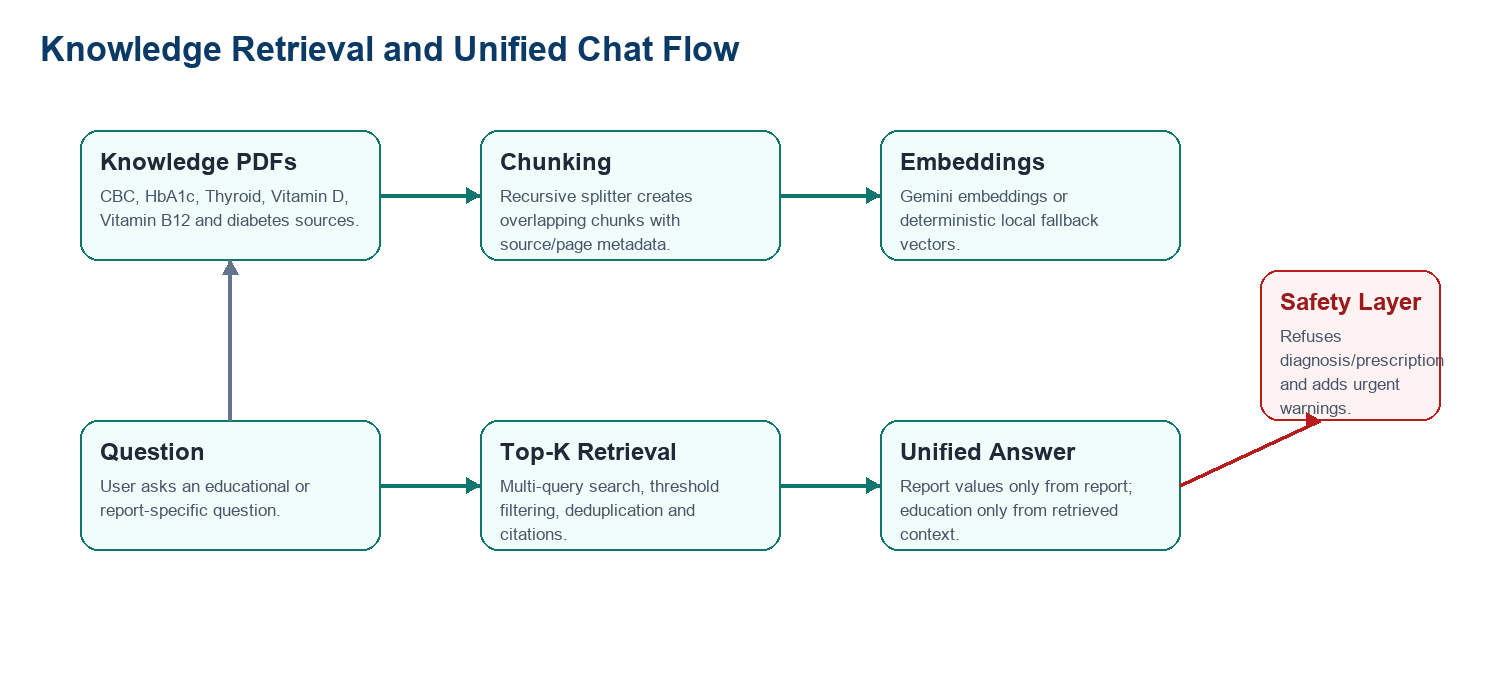 Knowledge Retrieval and Unified Chat Flow
Knowledge PDFs
CBC, HbA1c, Thyroid, Vitamin D,
Vitamin B12 and diabetes sources.
Chunking
Recursive splitter creates
overlapping chunks with
source/page metadata.
Embeddings
Gemini embeddings or
deterministic local fallback
vectors.
Safety Layer
Refuses
diagnosis/prescription
and adds urgent
warnings.
Question
User asks an educational or
report-specific question.
Top-K Retrieval
Multi-query search, threshold
filtering, deduplication and
citations.
Unified Answer
Report values only from report;
education only from retrieved
context.